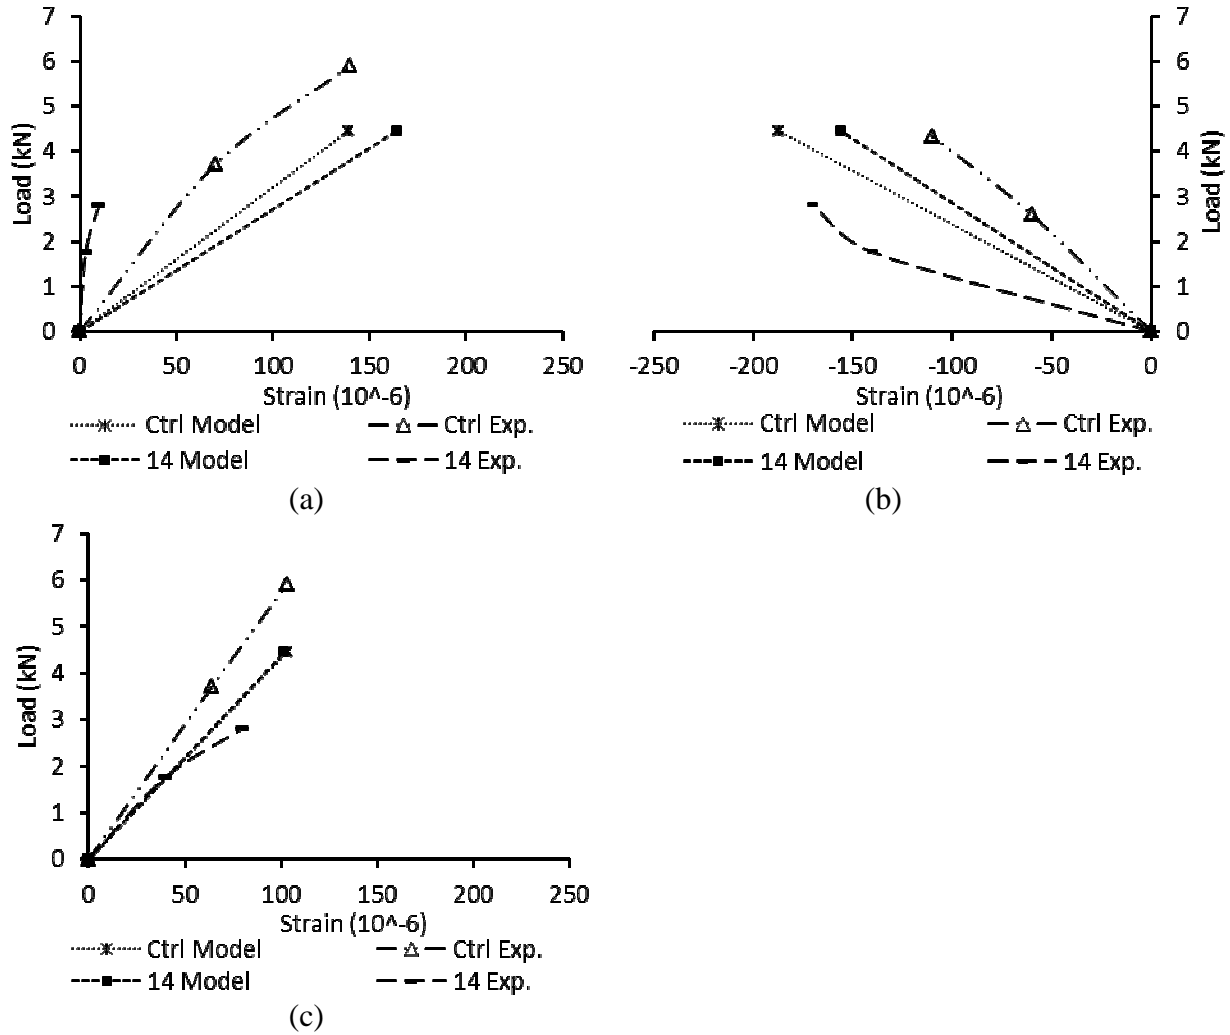 7
6
5
4
3
2
1
0
Load (kN)
0 50 100 150 200 250
Strain (10^-6)
Ctrl Model Ctrl Exp.
14 Model 14 Exp.
(a)
7
6
5
4
3
2
1
0
Load (kN)
-250 -200 -150 -100 -50 0
Strain (10^-6)
Ctrl Model Ctrl Exp.
14 Model 14 Exp.
(b)
7
6
5
4
3
2
1
0
Load (kN)
0 50 100 150 200 250
Strain (10^-6)
Ctrl Model Ctrl Exp.
14 Model 14 Exp.
(c)